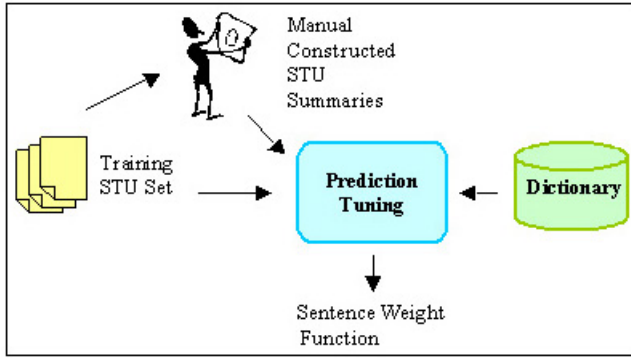 Manual
Constructed
STU
Summaries
Training
STU Set
Prediction
Tuning
Dictionary
Sentence Weight
Function